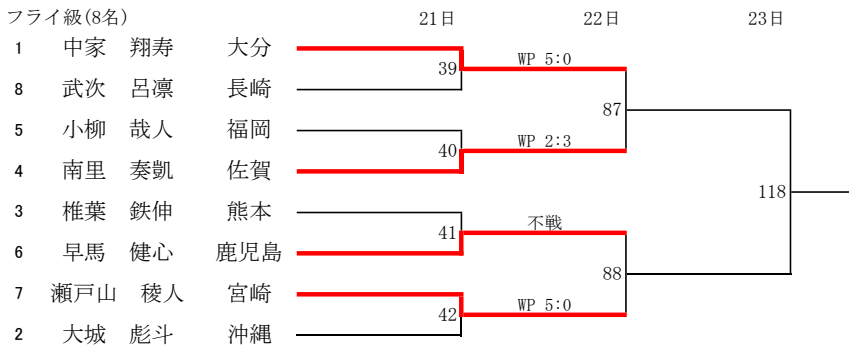 フライ級(8名) 21日 22日 23日
1 中家 翔寿 大分
39 WP 5:0
8 武次 呂凛 長崎
87
5 小柳 哉人 福岡
40 WP 2:3
4 南里 奏凱 佐賀
118
3 椎葉 鉄伸 熊本
41 不戦
6 早馬 健心 鹿児島
88
7 瀬戸山 稜人 宮崎
42 WP 5:0
2 大城 彪斗 沖縄